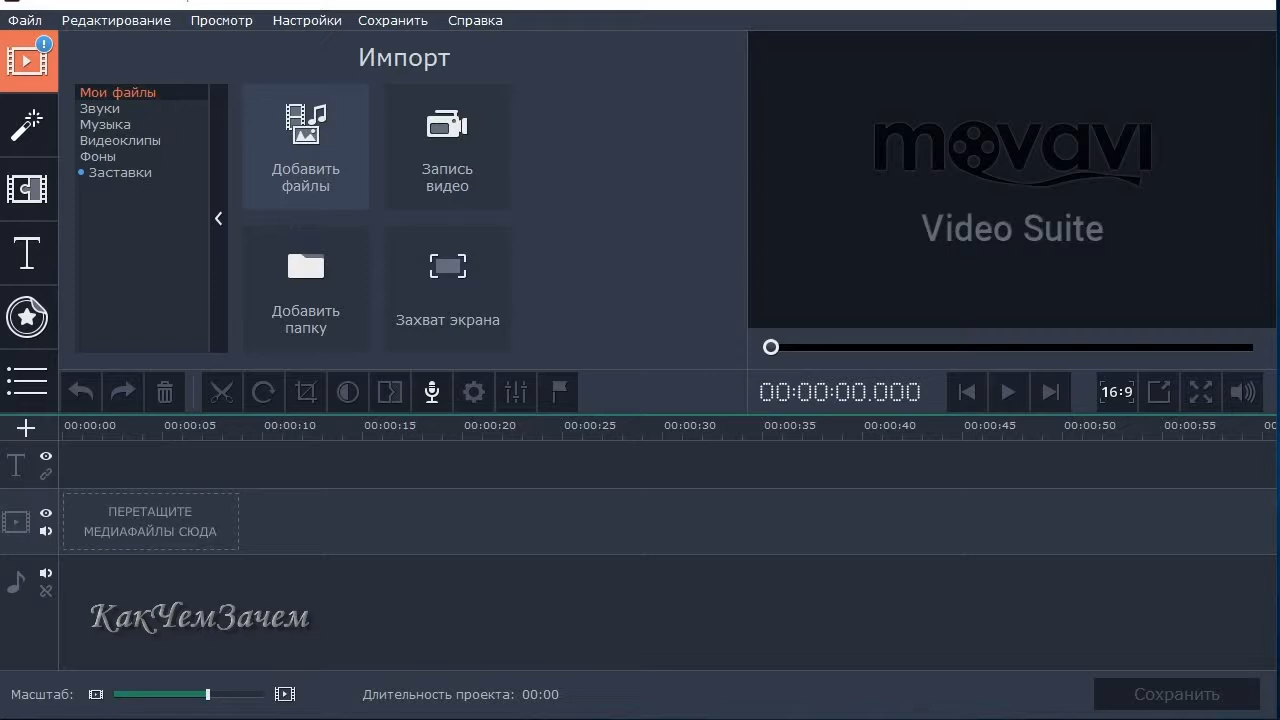 Файл Редактирование Просмотр Настройки Сохранить Справка
Импорт
Мои файлы
Звуки
Музыка
Видеоклипы
Фоны
Заставки
Добавить
файлы
Запись
видео
Добавить
папку
Захват экрана
movavi
Video Suite
00:00:00.000
16:9
00:00:00 00:00:05 00:00:10 00:00:15 00:00:20 00:00:25 00:00:30 00:00:35 00:00:40 00:00:45 00:00:50 00:00:55 00
ПЕРЕТАЩИТЕ
МЕДИАФАЙЛЫ СЮДА
КакЧемЗачем
Масштаб: Длительность проекта: 00:00
Сохранить